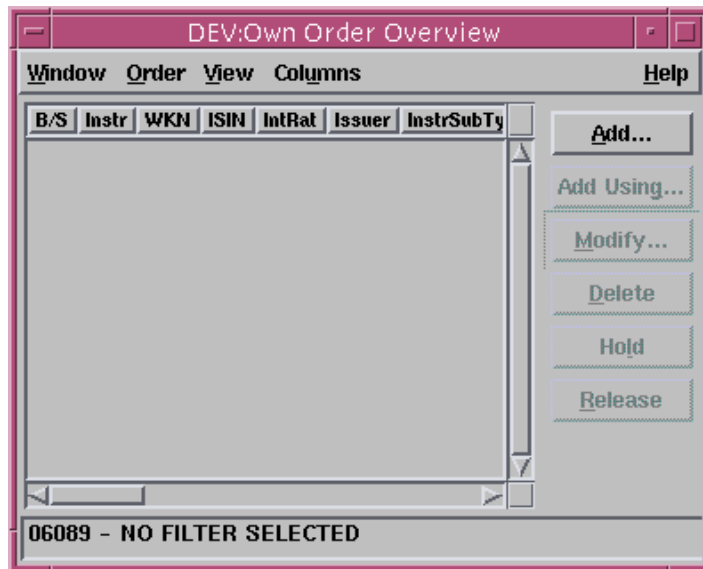 DEV:Own Order Overview
Window Order View Columns Help
B/S Instr WKN ISIN IntRat Issuer InstrSubTy
Add...
Add Using...
Modify...
Delete
Hold
Release
06089 - NO FILTER SELECTED